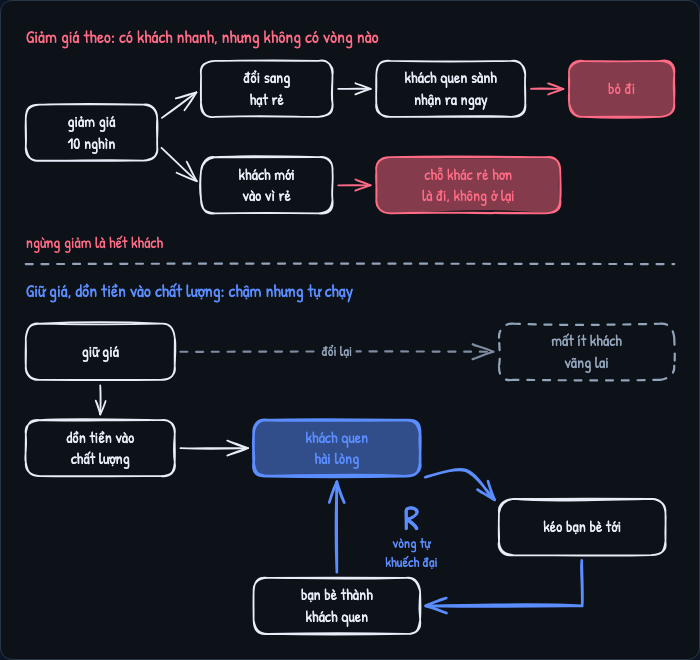 Giảm giá theo: có khách nhanh, nhưng không có vòng nào
giảm giá
10 nghìn
đổi sang
hạt rẻ
khách quen sành
nhận ra ngay
bỏ đi
khách mới
vào vì rẻ
chỗ khác rẻ hơn
là đi, không ở lại
ngừng giảm là hết khách
Giữ giá, dồn tiền vào chất lượng: chậm nhưng tự chạy
giữ giá
đổi lại
mất ít khách
vãng lai
dồn tiền vào
chất lượng
khách quen
hài lòng
kéo bạn bè tới
R
vòng tự
khuếch đại
bạn bè thành
khách quen